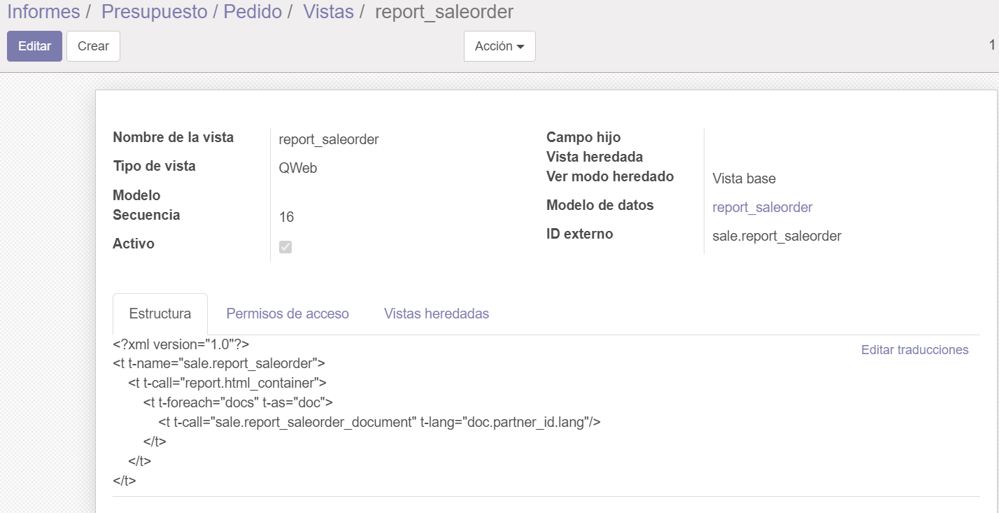 Informes / Presupuesto / Pedido / Vistas / report_saleorder
Editar Crear Acción 1
Nombre de la vista report_saleorder
Tipo de vista QWeb
Modelo
Secuencia 16
Activo
Campo hijo
Vista heredada
Ver modo heredado Vista base
Modelo de datos report_saleorder
ID externo sale.report_saleorder
Estructura Permisos de acceso Vistas heredadas
Editar traducciones
<?xml version="1.0"?>
<t t-name="sale.report_saleorder">
<t t-call="report.html_container">
<t t-foreach="docs" t-as="doc">
<t t-call="sale.report_saleorder_document" t-lang="doc.partner_id.lang"/>
</t>
</t>
</t>